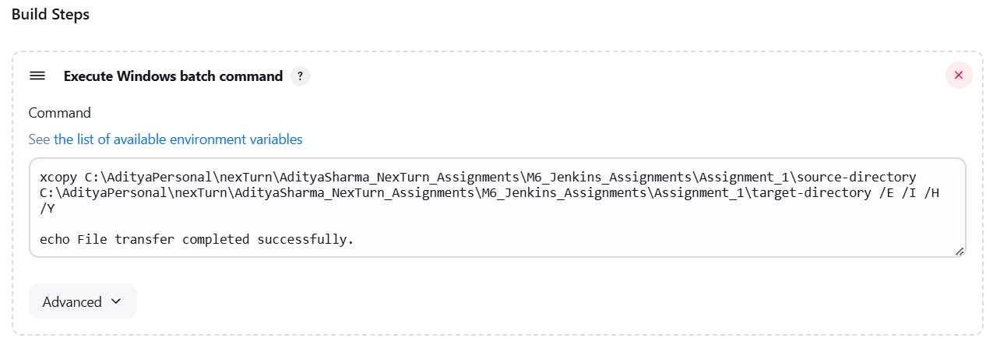 Build Steps
Execute Windows batch command ?
Command
See the list of available environment variables
xcopy C:\AdityaPersonal\nexTurn\AdityaSharma_NexTurn_Assignments\M6_Jenkins_Assignments\Assignment_1\source-directory
C:\AdityaPersonal\nexTurn\AdityaSharma_NexTurn_Assignments\M6_Jenkins_Assignments\Assignment_1\target-directory /E /I /H
/Y
echo File transfer completed successfully.
Advanced